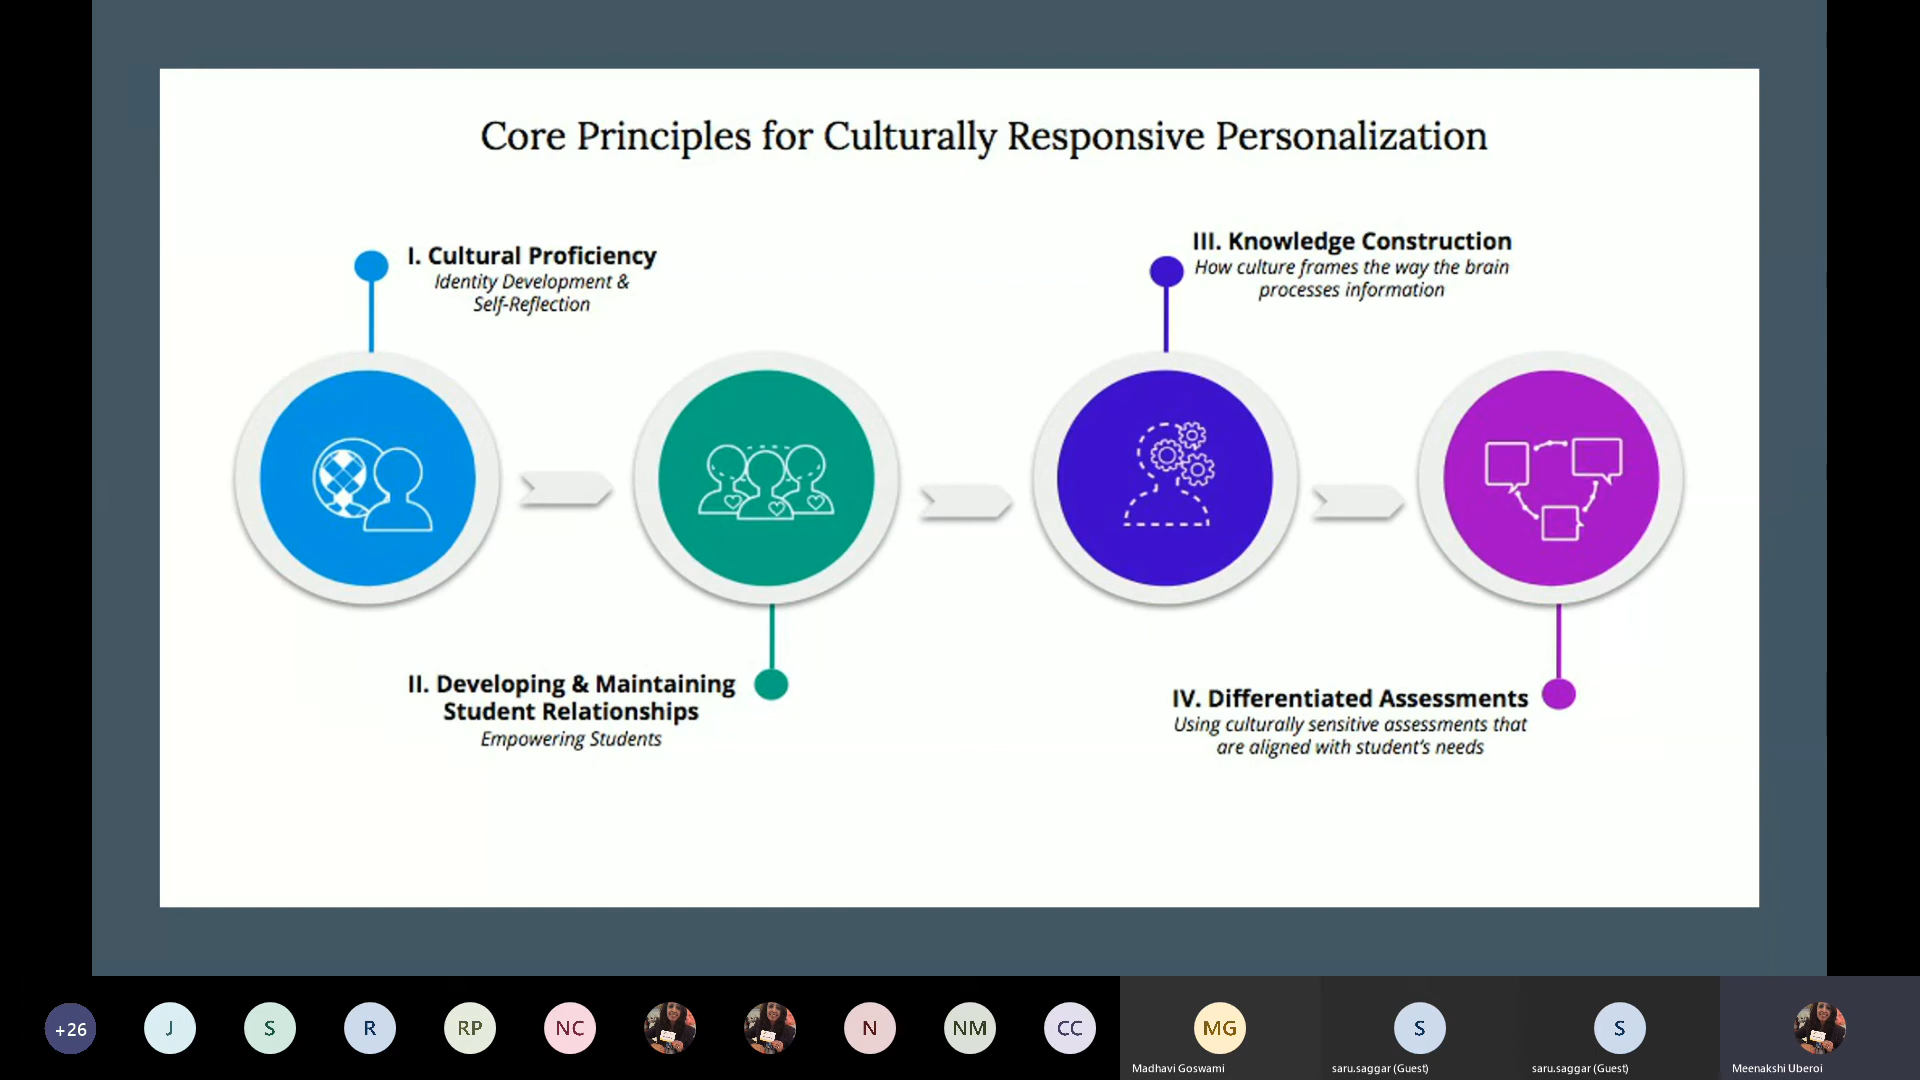 Core Principles for Culturally Responsive Personalization
I. Cultural Proficiency
Identity Development &
Self-Reflection
III. Knowledge Construction
How culture frames the way the brain
processes information
II. Developing & Maintaining
Student Relationships
Empowering Students
IV. Differentiated Assessments
Using culturally sensitive assessments that
are aligned with student's needs
+26
J
S
R
RP
NC
N
NM
CC
MG
S
S
Madhavi Goswami
saru.saggar (Guest)
saru.saggar (Guest)
Meenakshi Uberoi